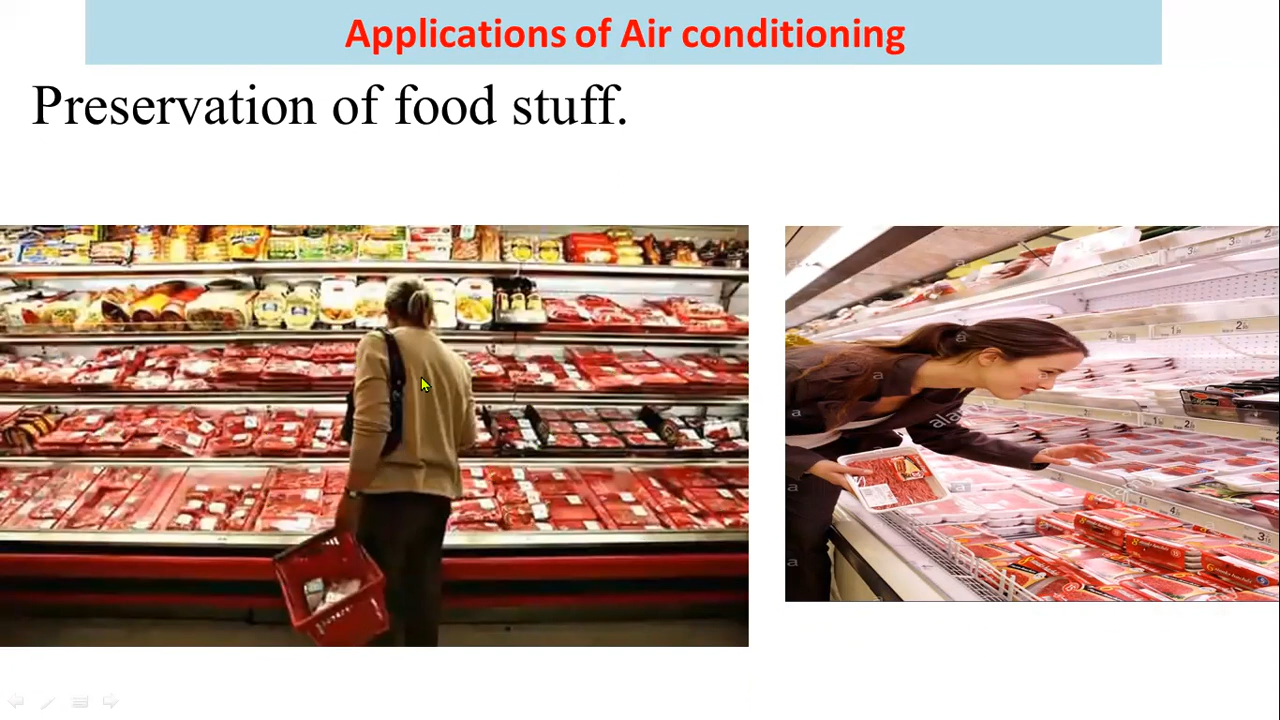 Applications of Air conditioning
Preservation of food stuff.